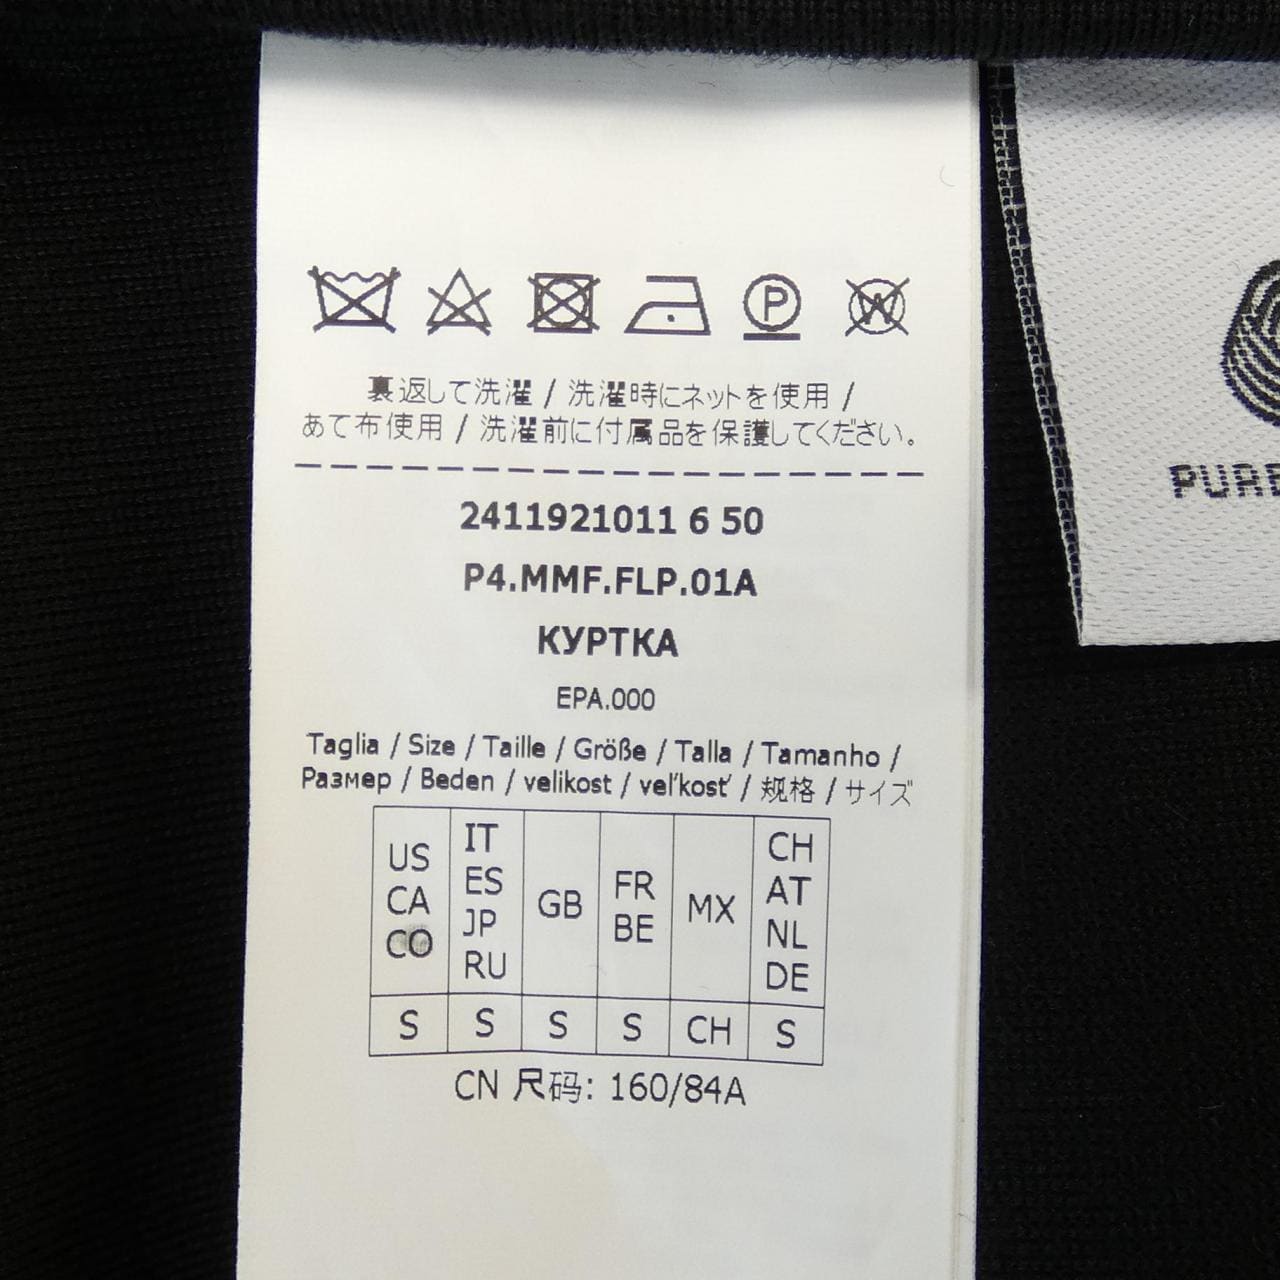 P
W
裏返して洗濯 / 洗濯時にネットを使用 /
あて布使用 / 洗濯前に付属品を保護してください。
2411921011 6 50
P4.MMF.FLP.01A
КУРТКА
EPA.000
Taglia / Size / Taille / Größe / Talla / Tamanho /
Размер / Beden / velikost / veľkosť / 规格 / サイズ
US CA CO
IT ES JP RU
GB
FR BE
MX
CH AT NL DE
S S S S CH S
CN 尺码: 160/84A